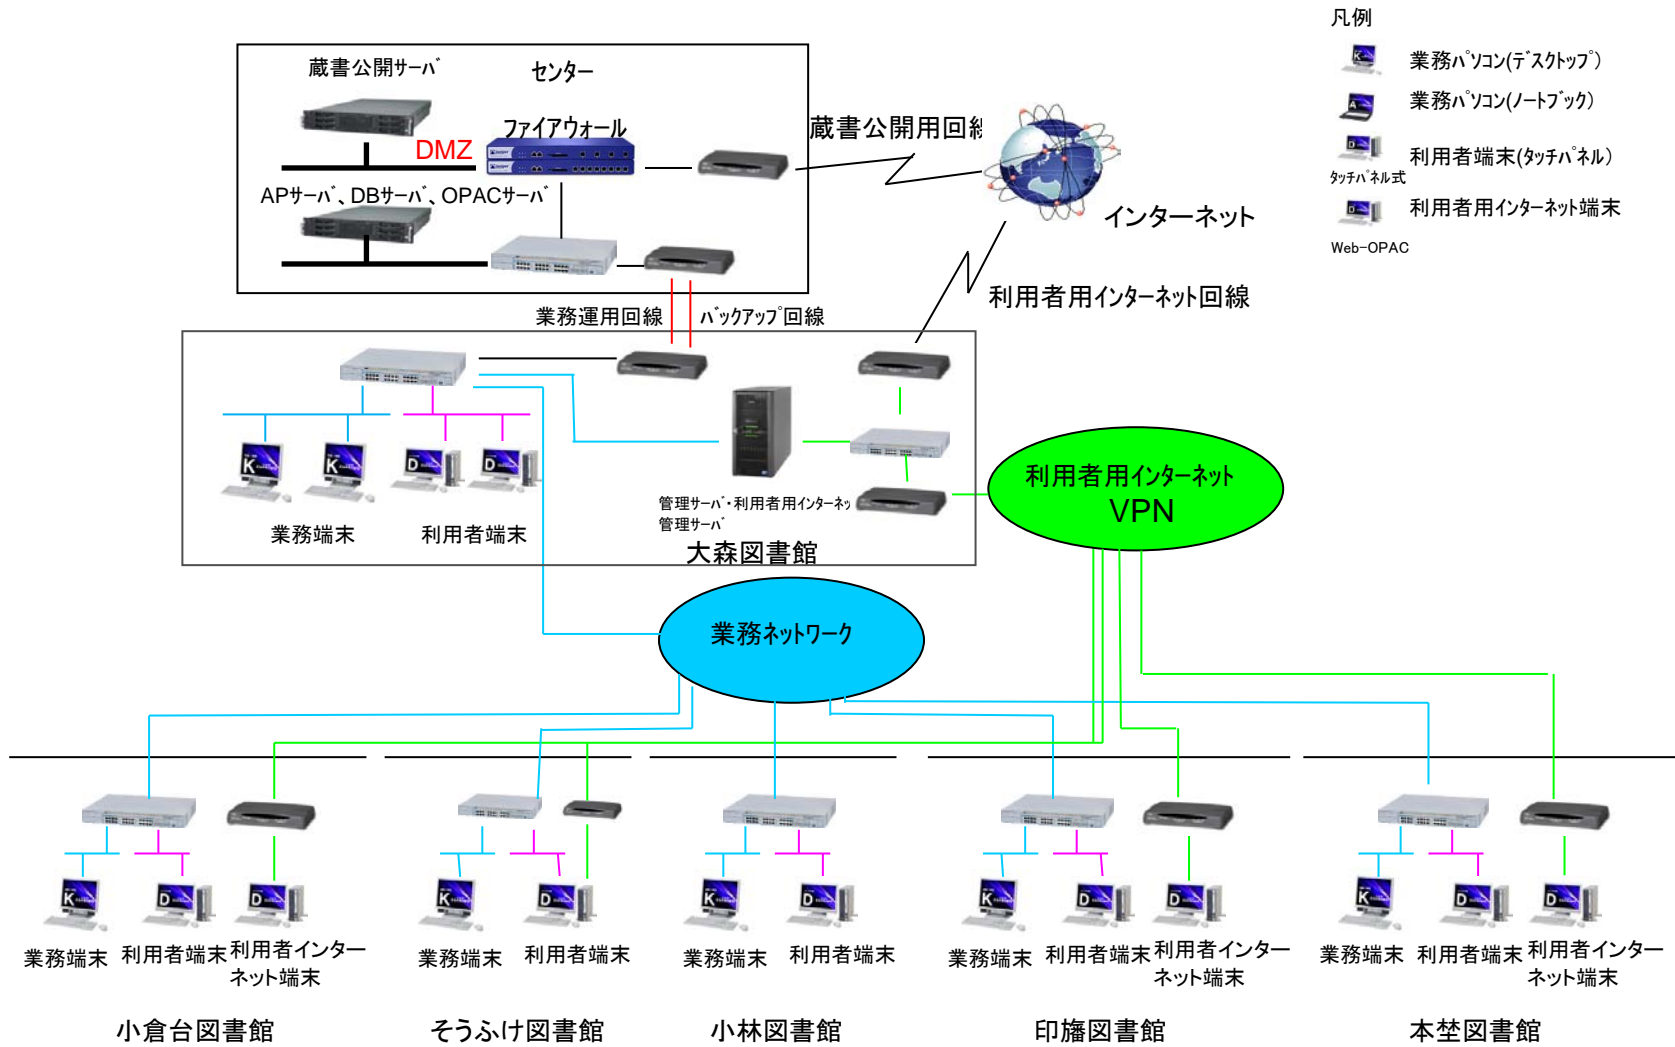 凡例
業務パソコン(デスクトップ)
業務パソコン(ノートブック)
利用者端末(タッチパネル)
タッチパネル式
利用者用インターネット端末
Web-OPAC
蔵書公開サーバ
センター
ファイアウォール
DMZ
APサーバ、DBサーバ、OPACサーバ
蔵書公開用回線
インターネット
利用者用インターネット回線
業務運用回線
バックアップ回線
K
K
D
D
業務端末
利用者端末
管理サーバ・利用者用インターネッ
管理サーバ
大森図書館
利用者用インターネット
VPN
業務ネットワーク
業務端末
利用者端末
利用者インター
ネット端末
小倉台図書館
業務端末
利用者端末
そうふけ図書館
業務端末
利用者端末
小林図書館
業務端末
利用者端末
利用者インター
ネット端末
印旛図書館
業務端末
利用者端末
利用者インター
ネット端末
本埜図書館